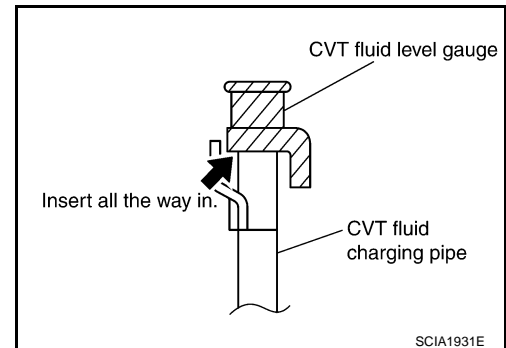 CVT fluid level gauge
Insert all the way in.
CVT fluid
charging pipe
SCIA1931E